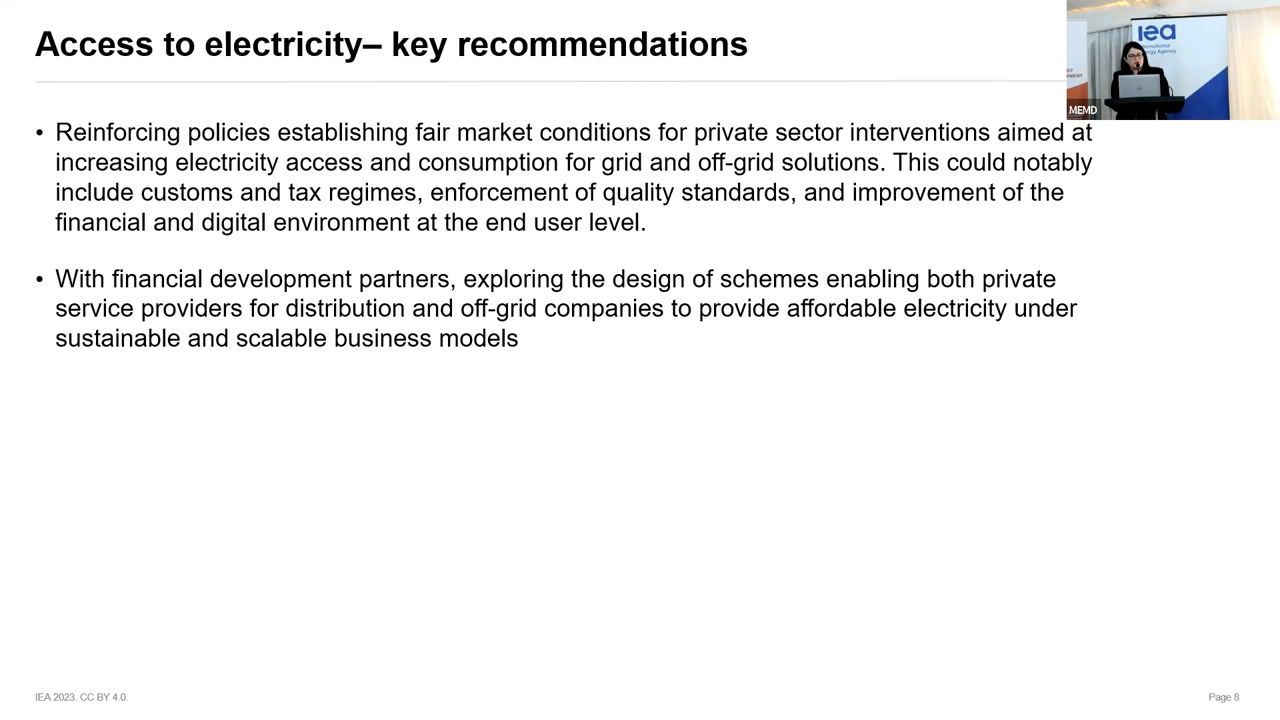 Access to electricity– key recommendations
iea
International
Energy Agency
MEMD
• Reinforcing policies establishing fair market conditions for private sector interventions aimed at
increasing electricity access and consumption for grid and off-grid solutions. This could notably
include customs and tax regimes, enforcement of quality standards, and improvement of the
financial and digital environment at the end user level.
• With financial development partners, exploring the design of schemes enabling both private
service providers for distribution and off-grid companies to provide affordable electricity under
sustainable and scalable business models
IEA 2023. CC BY 4.0.
Page 8